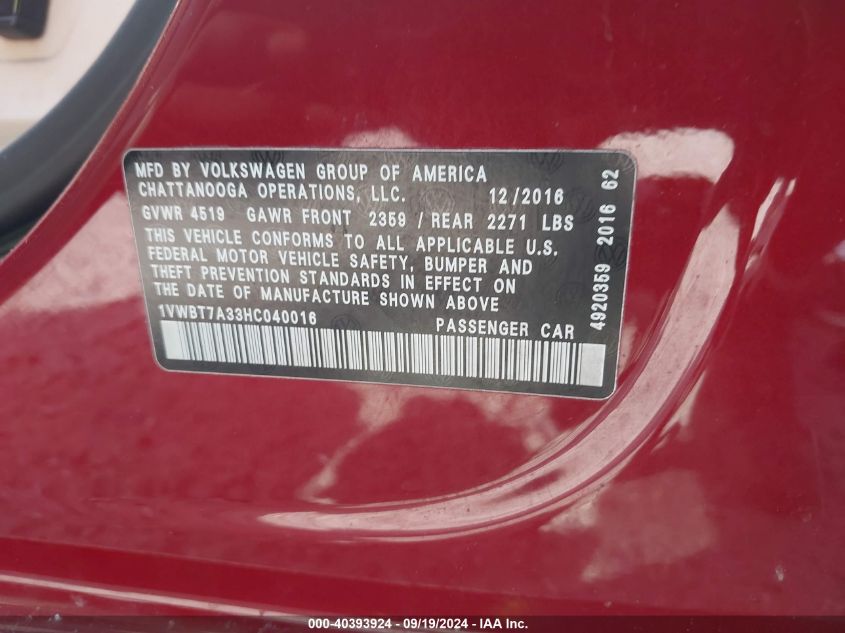 MFD BY VOLKSWAGEN GROUP OF AMERICA
CHATTANOOGA OPERATIONS, LLC. 12/2016
GVWR 4519 GAWR FRONT 2359 / REAR 2271 LBS
THIS VEHICLE CONFORMS TO ALL APPLICABLE U.S.
FEDERAL MOTOR VEHICLE SAFETY, BUMPER AND
THEFT PREVENTION STANDARDS IN EFFECT ON
THE DATE OF MANUFACTURE SHOWN ABOVE
1VWBT7A33HC040016 PASSENGER CAR
4920359 2016 62
000-40393924 - 09/19/2024 - IAA Inc.